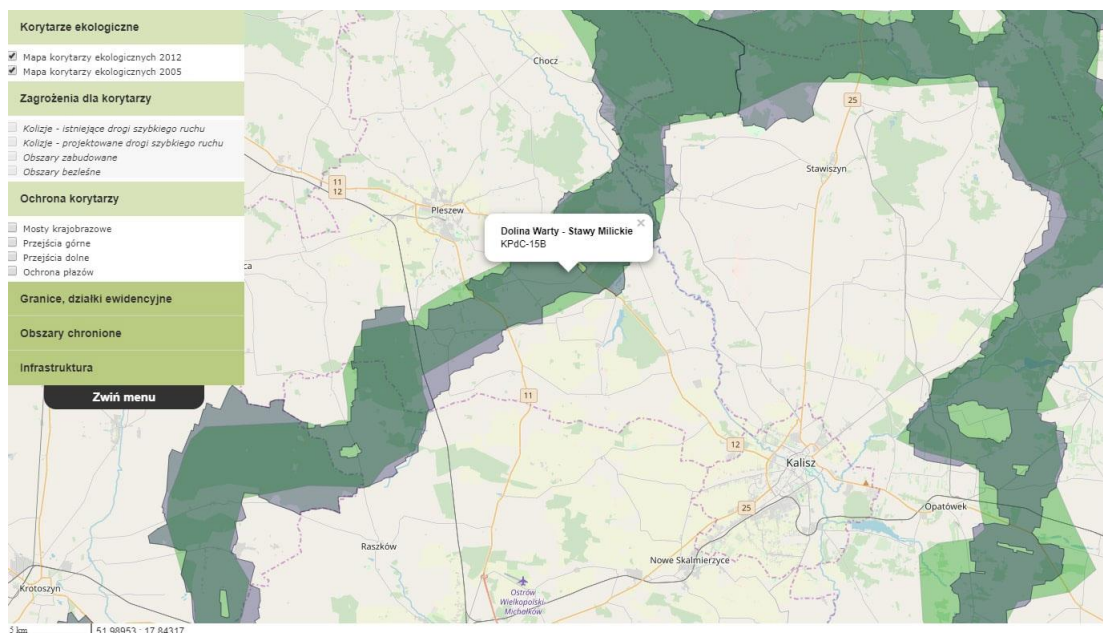 Korytarze ekologiczne
Mapa korytarzy ekologicznych 2012
Mapa korytarzy ekologicznych 2005
Zagrożenia dla korytarzy
Kolizje - istniejące drogi szybkiego ruchu
Kolizje - projektowane drogi szybkiego ruchu
Obszary zabudowane
Obszary bezleśne
Ochrona korytarzy
Mosty krajobrazowe
Przejścia górne
Przejścia dolne
Ochrona płazów
Granice, działki ewidencyjne
Obszary chronione
Infrastruktura
Zwiń menu
Chocz
25
Stawiszyn
11
12
Pleszew
Dolina Warty - Stawy Milickie
KPdC-15B
ca
11
12
Kalisz
25
Opatówek
Raszków
Nowe Skalmierzyce
Ostrów
Wielkopolski-
Michałków
Krotoszyn
5 km
51.98953 : 17.84317